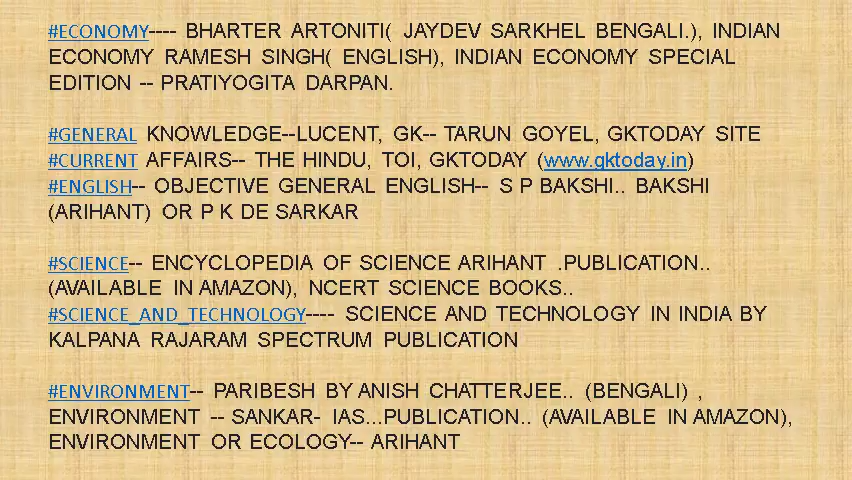 #ECONOMY---- BHARTER ARTONITI( JAYDEV SARKHEL BENGALI.), INDIAN
ECONOMY RAMESH SINGH( ENGLISH), INDIAN ECONOMY SPECIAL
EDITION -- PRATIYOGITA DARPAN.
#GENERAL KNOWLEDGE--LUCENT, GK-- TARUN GOYEL, GKTODAY SITE
#CURRENT AFFAIRS-- THE HINDU, TOI, GKTODAY (www.gktoday.in)
#ENGLISH-- OBJECTIVE GENERAL ENGLISH-- S P BAKSHI.. BAKSHI
(ARIHANT) OR P K DE SARKAR
#SCIENCE-- ENCYCLOPEDIA OF SCIENCE ARIHANT .PUBLICATION..
(AVAILABLE IN AMAZON), NCERT SCIENCE BOOKS..
#SCIENCE_AND_TECHNOLOGY---- SCIENCE AND TECHNOLOGY IN INDIA BY
KALPANA RAJARAM SPECTRUM PUBLICATION
#ENVIRONMENT-- PARIBESH BY ANISH CHATTERJEE.. (BENGALI) ,
ENVIRONMENT -- SANKAR- IAS...PUBLICATION.. (AVAILABLE IN AMAZON),
ENVIRONMENT OR ECOLOGY-- ARIHANT